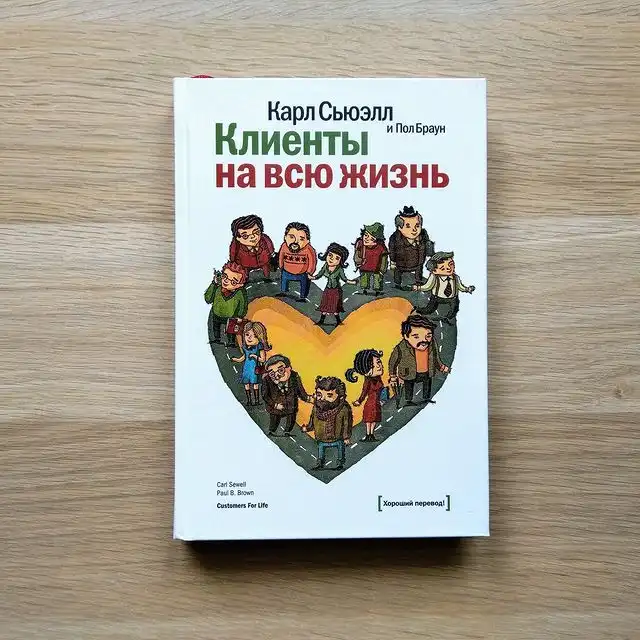 Карл Сьюэлл
и Пол Браун
Клиенты
на всю жизнь
Carl Sewell
Paul B. Brown
Customers For Life
[Хороший перевод!]